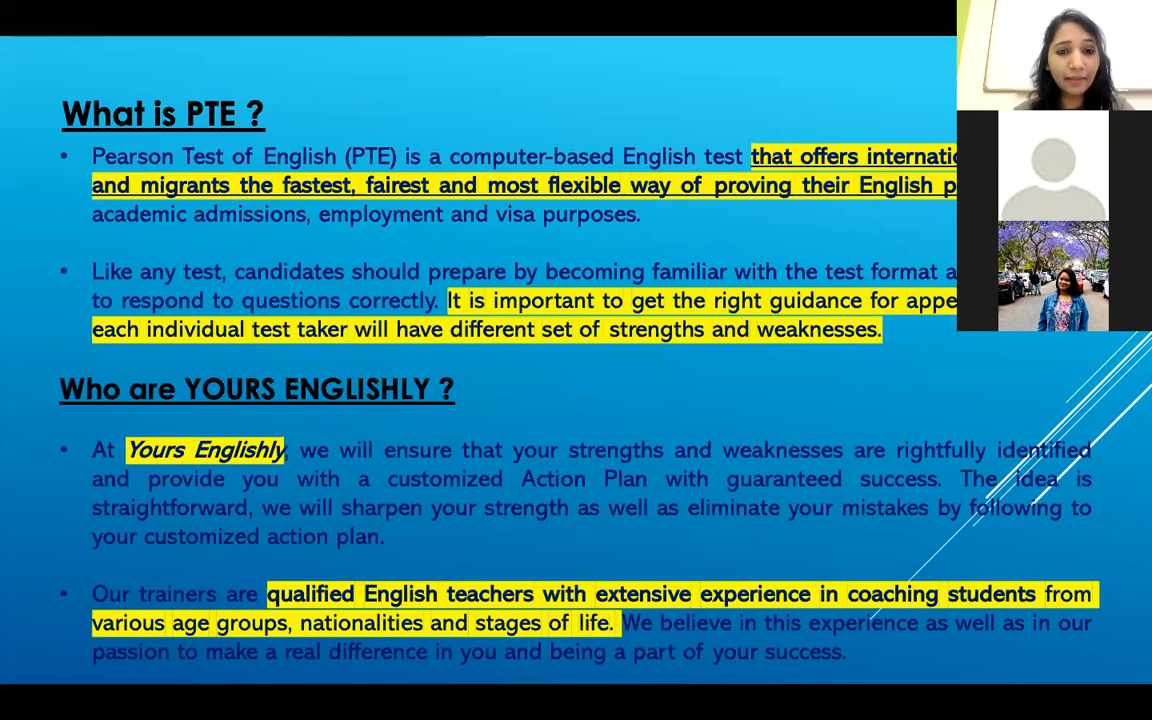 What is PTE ?
• Pearson Test of English (PTE) is a computer-based English test that offers
and migrants the fastest, fairest and most flexible way of proving their English
academic admissions, employment and visa purposes.
• Like any test, candidates should prepare by becoming familiar with the test format
to respond to questions correctly. It is important to get the right guidance for
each individual test taker will have different set of strengths and weaknesses.
Who are YOURS ENGLISHLY ?
• At Yours Englishly, we will ensure that your strengths and weaknesses are rightfully identified
and provide you with a customized Action Plan with guaranteed success. The idea is
straightforward, we will sharpen your strength as well as eliminate your mistakes by following to
your customized action plan.
• Our trainers are qualified English teachers with extensive experience in coaching students from
various age groups, nationalities and stages of life. We believe in this experience as well as in our
passion to make a real difference in you and being a part of your success.